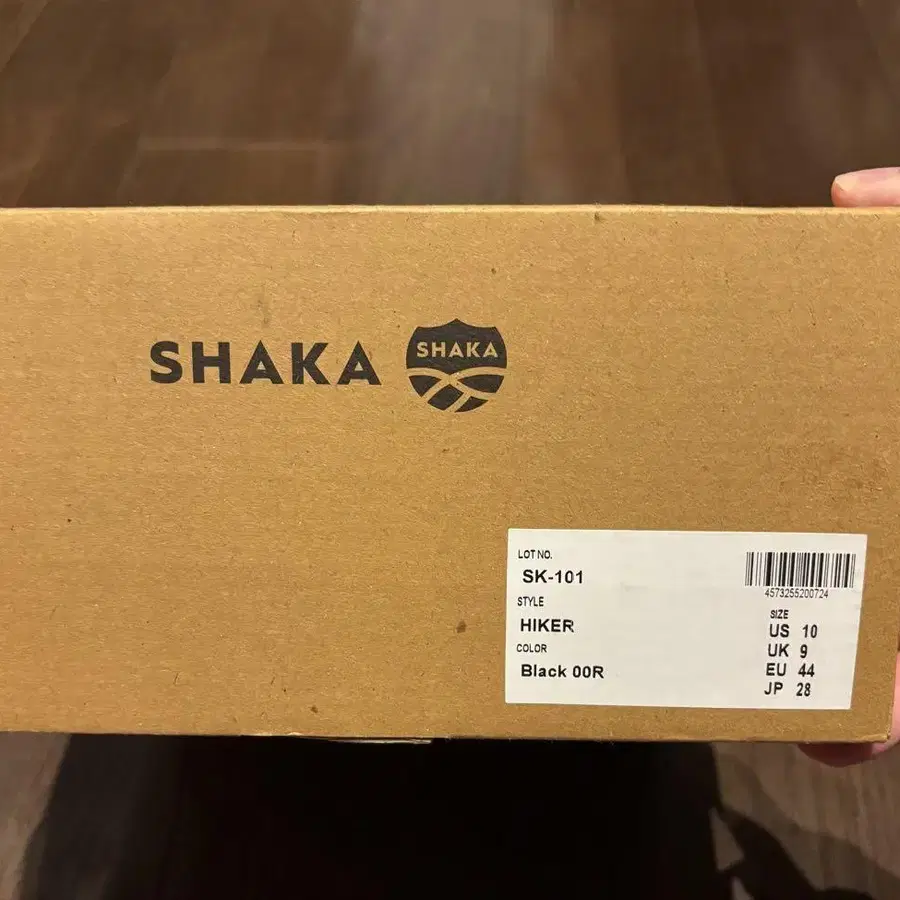 SHAKA
SHAKA
LOT NO.
SK-101
STYLE
HIKER
COLOR
Black 00R
4573255200724
SIZE
US 10
UK 9
EU 44
JP 28